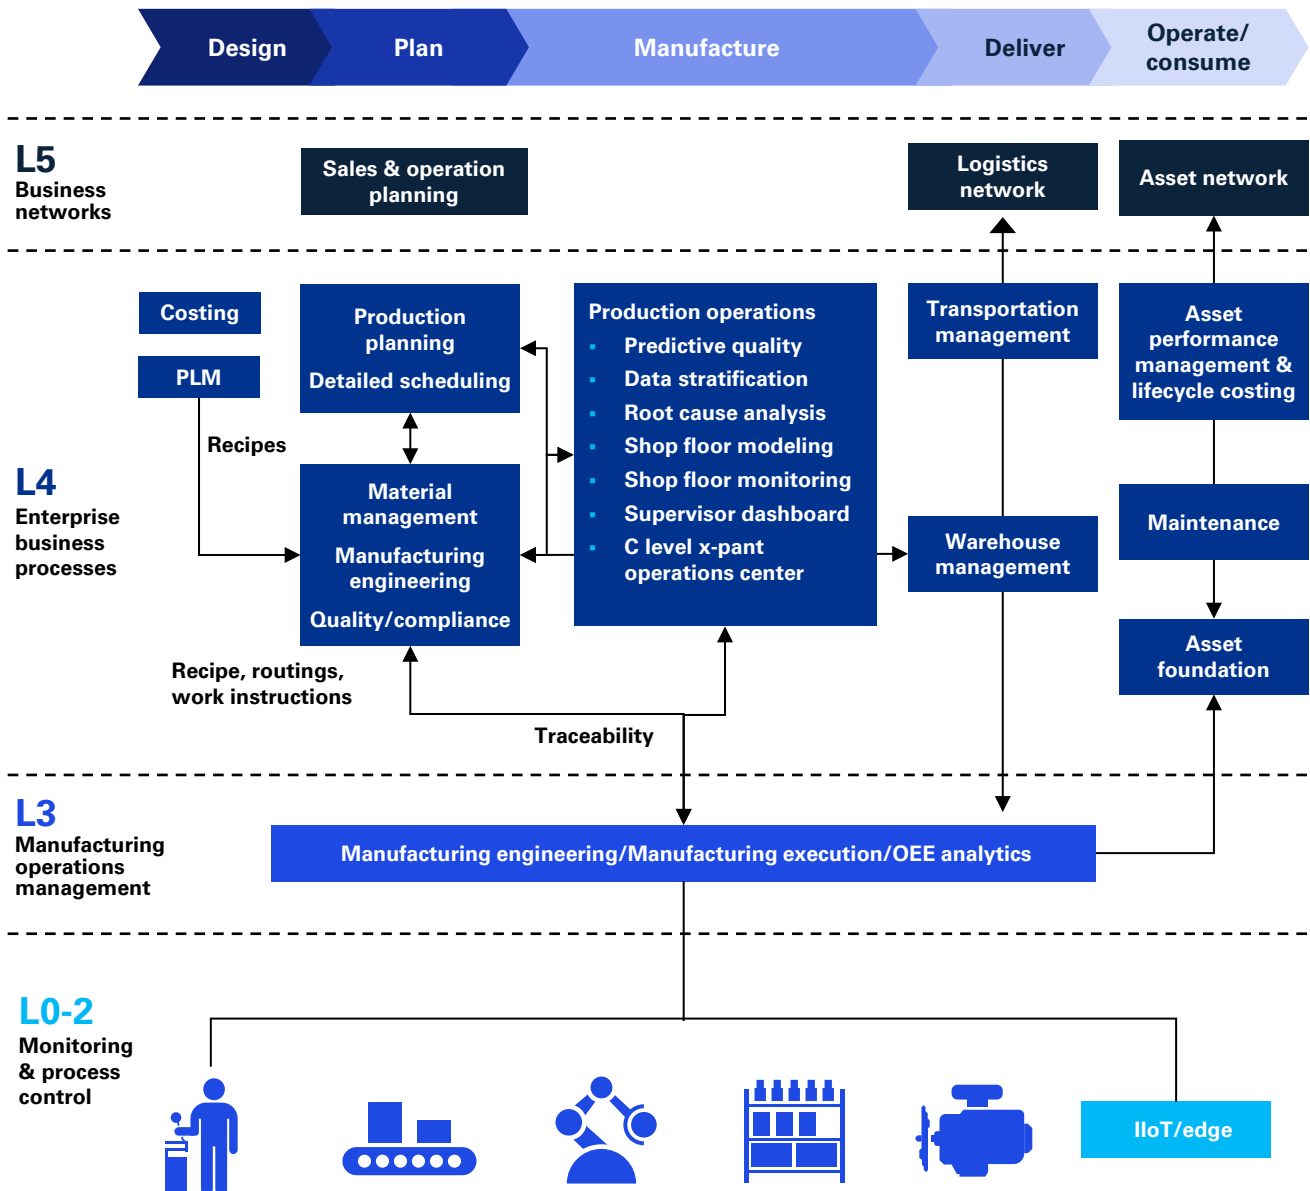 Design
Plan
Manufacture
Deliver
Operate/
consume
L5
Business
networks
Sales & operation
planning
Logistics
network
Asset network
L4
Enterprise
business
processes
Costing
PLM
Recipes
Production
planning
Detailed scheduling
Material
management
Manufacturing
engineering
Quality/compliance
Production operations
Predictive quality
Data stratification
Root cause analysis
Shop floor modeling
Shop floor monitoring
Supervisor dashboard
C level x-pant
operations center
Transportation
management
Warehouse
management
Asset
performance
management &
lifecycle costing
Maintenance
Asset
foundation
Recipe, routings,
work instructions
Traceability
L3
Manufacturing
operations
management
Manufacturing engineering/Manufacturing execution/OEE analytics
L0-2
Monitoring
& process
control
IIoT/edge